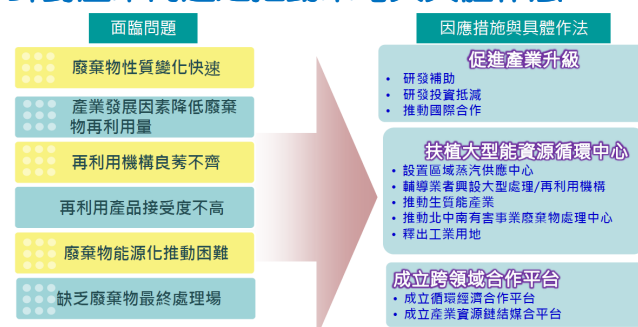 面臨問題
廢棄物性質變化快速
產業發展因素降低廢棄
物再利用量
再利用機構良莠不齊
再利用產品接受度不高
廢棄物能源化推動困難
缺乏廢棄物最終處理場
因應措施與具體作法
促進產業升級
• 研發補助
• 研發投資抵減
• 推動國際合作
扶植大型能資源循環中心
• 設置區域蒸汽供應中心
• 輔導業者興設大型處理/再利用機構
• 推動生質能產業
• 推動北中南有害事業廢棄物處理中心
• 釋出工業用地
成立跨領域合作平台
• 成立循環經濟合作平台
• 成立產業資源鏈結媒合平台